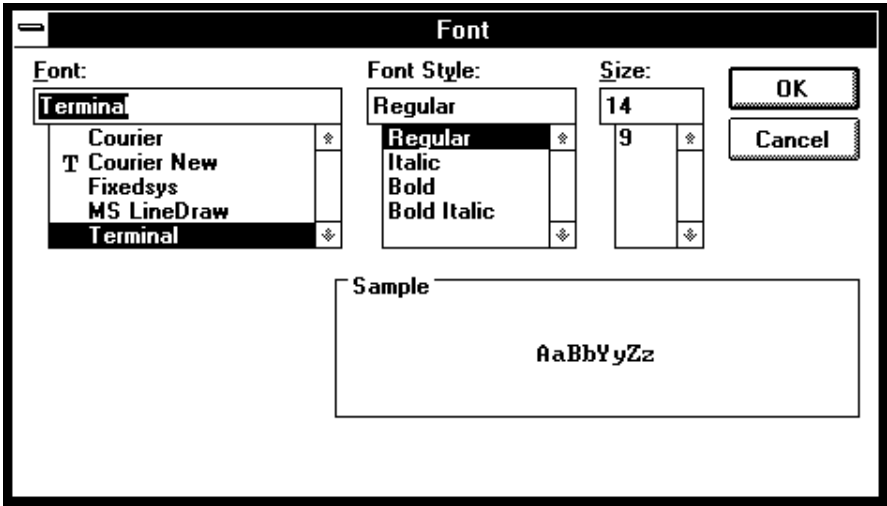 Font
Font:
Font Style:
Size:
Terminal
Regular
14
OK
Cancel
Courier
T Courier New
Fixedsys
MS LineDraw
Terminal
Regular
Italic
Bold
Bold Italic
9
Sample
AaBbYyZz